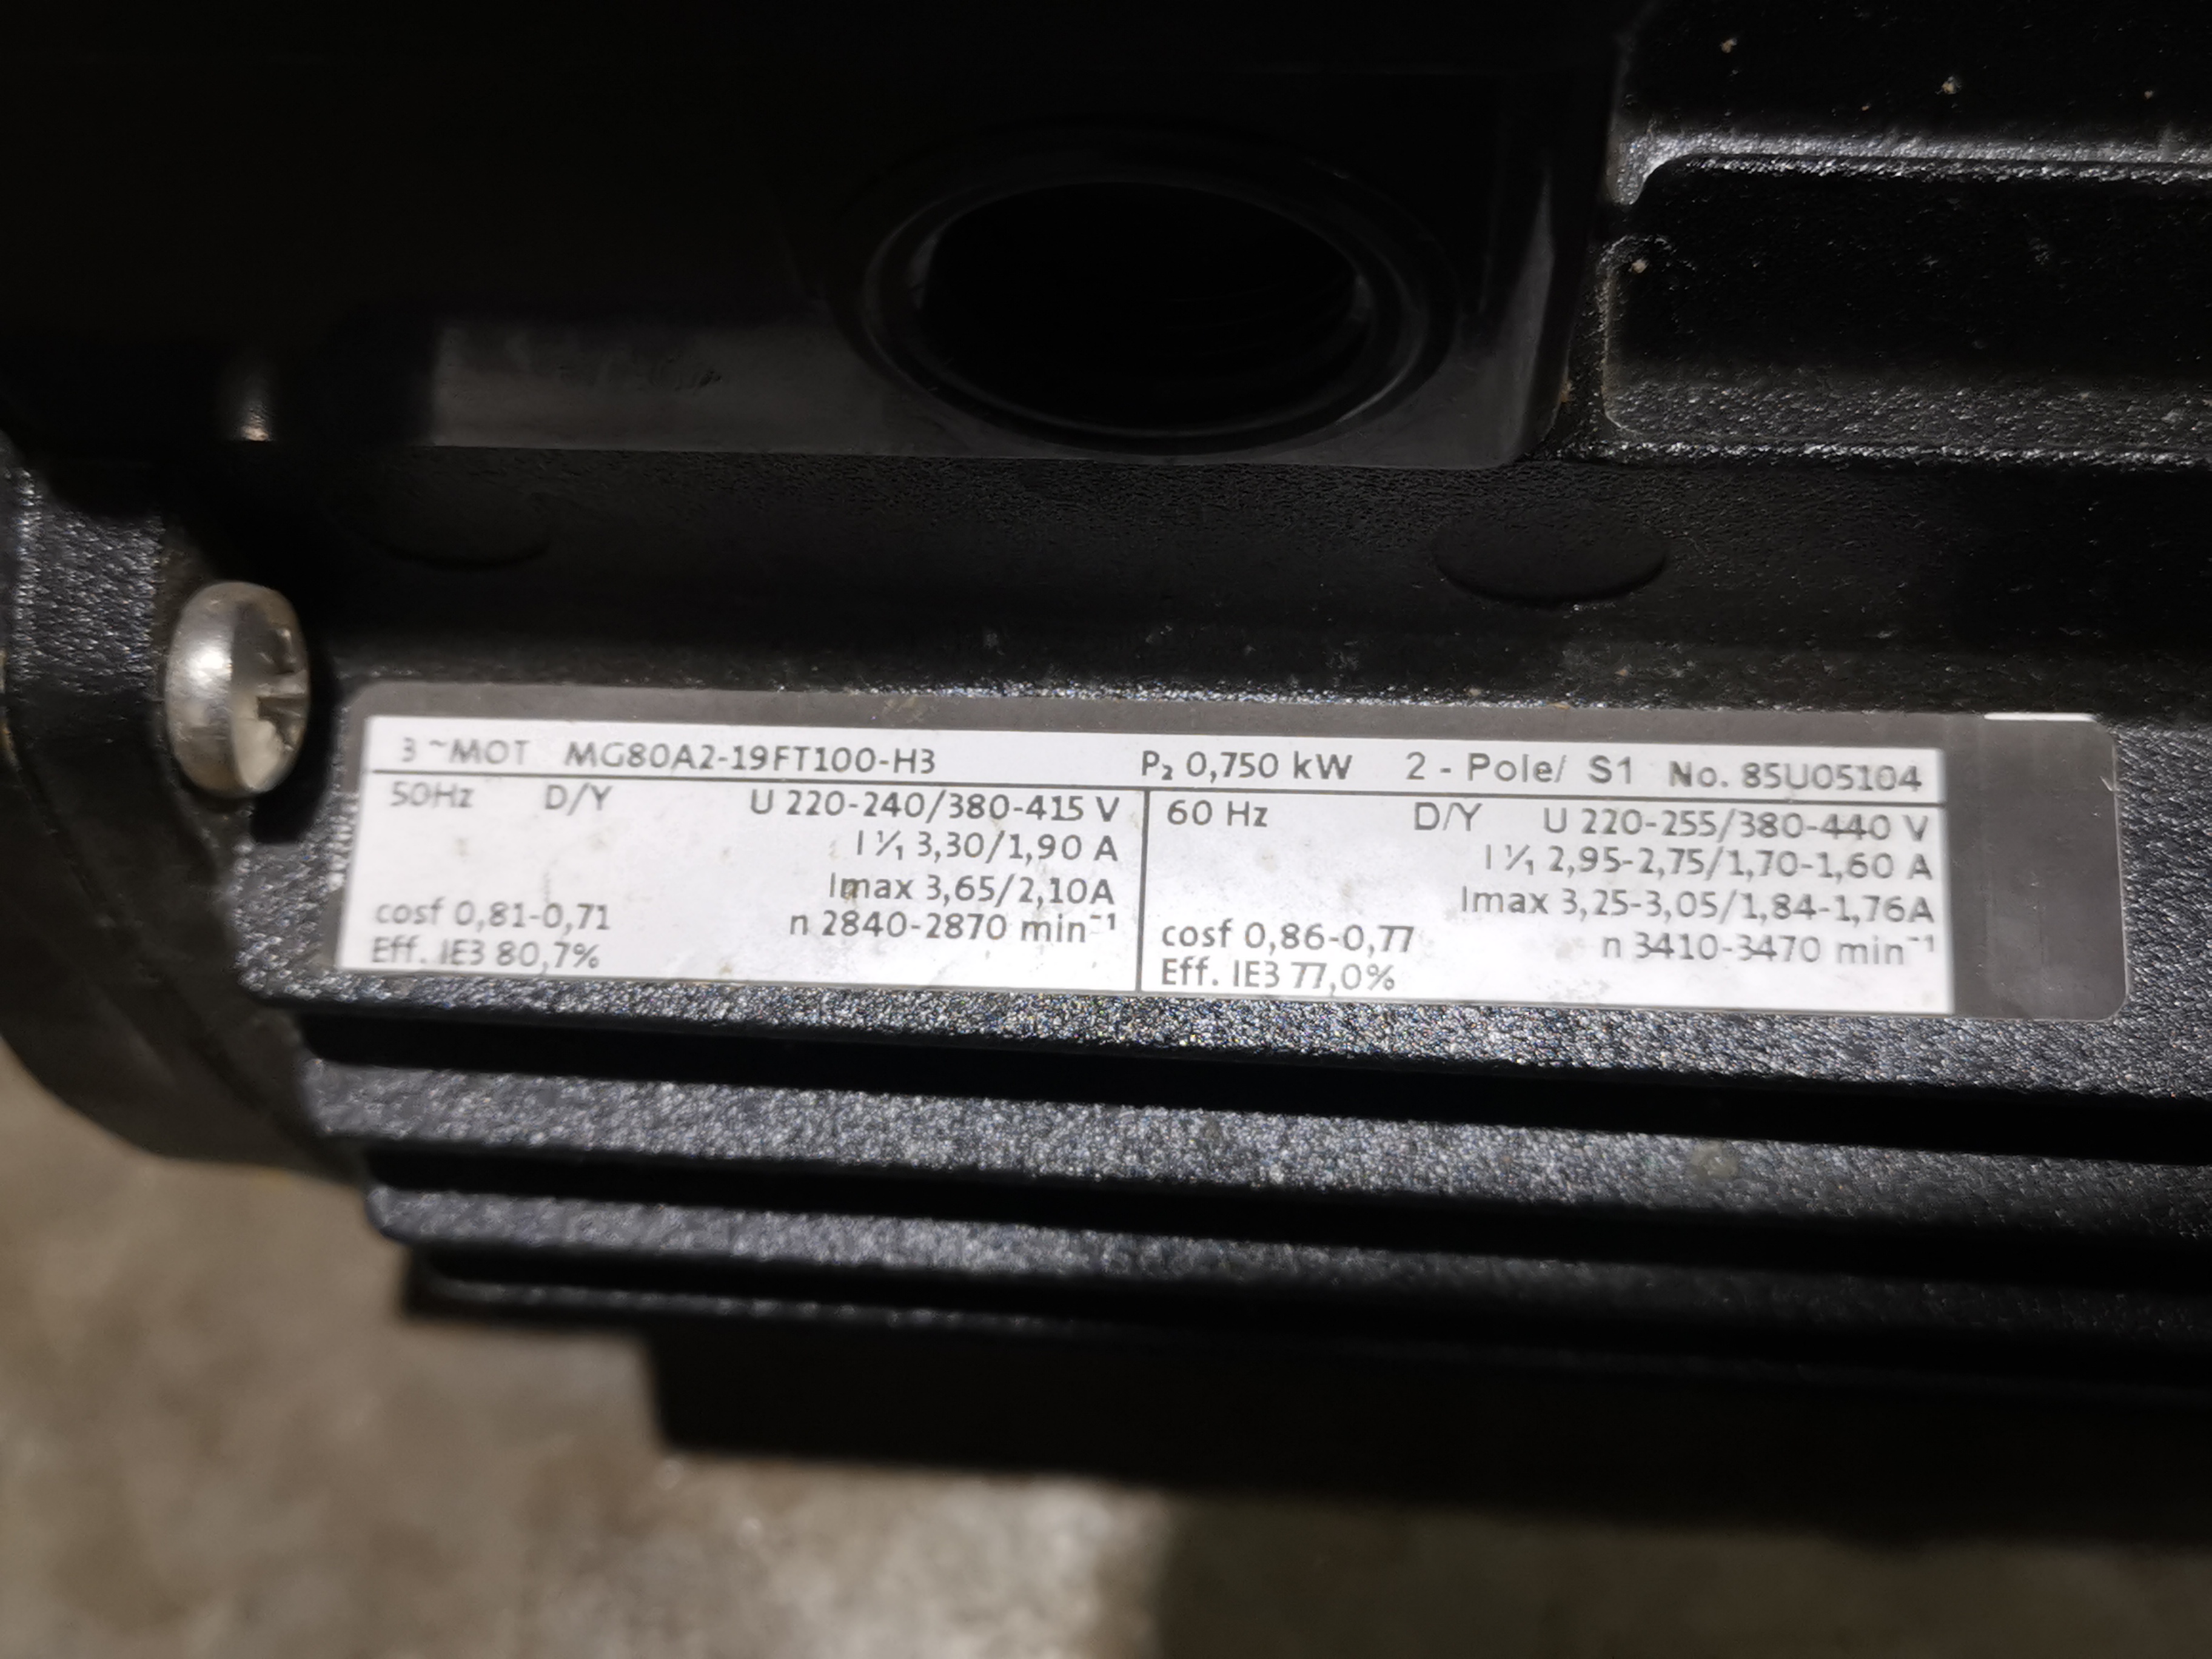 3 ~MOT MG80A2-19FT100-H3 P₂ 0,750 kW 2 - Pole/ S1 No. 85U05104
50Hz D/Y U 220-240/380-415 V
I 1/1 3,30/1,90 A
Imax 3,65/2,10A
cosf 0,81-0,71 n 2840-2870 min⁻¹
Eff. IE3 80,7%
60 Hz D/Y U 220-255/380-440 V
I 1/1 2,95-2,75/1,70-1,60 A
Imax 3,25-3,05/1,84-1,76A
cosf 0,86-0,77 n 3410-3470 min⁻¹
Eff. IE3 77,0%